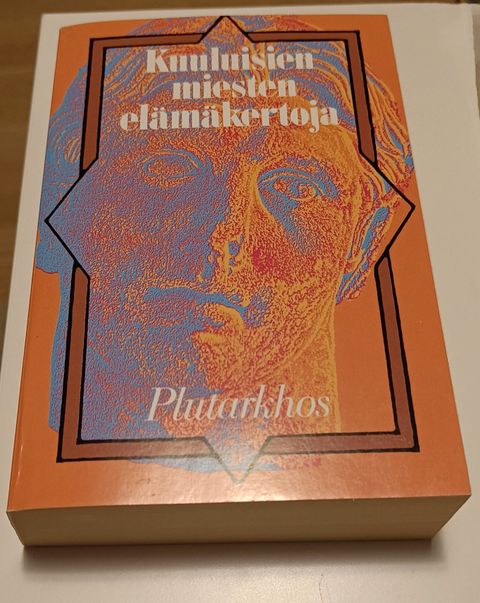 Kuuluisien
miesten
elämäkertoja
Plutarkhos